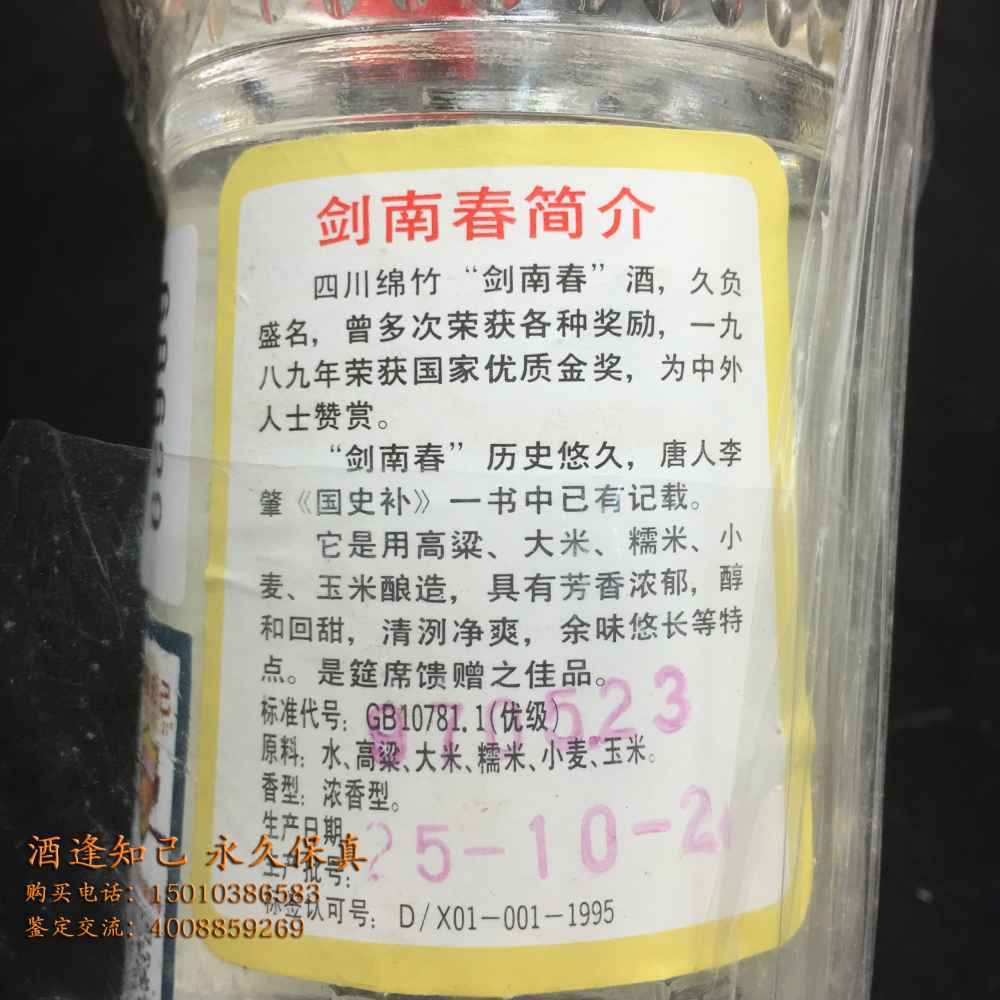 剑南春简介
四川绵竹“剑南春”酒，久负
盛名，曾多次荣获各种奖励，一九
八九年荣获国家优质金奖，为中外
人士赞赏。
“剑南春”历史悠久，唐人李
肇《国史补》一书中已有记载。
它是用高粱、大米、糯米、小
麦、玉米酿造，具有芳香浓郁，醇
和回甜，清洌净爽，余味悠长等特
点。是筵席馈赠之佳品。
标准代号：GB10781.1(优级)
原料：水、高粱、大米、糯米、小麦、玉米。
香型：浓香型。
生产日期
生产批号：
25-10-2
标签认可号：D/X01-001-1995
酒逢知己 永久保真
购买电话：15010386583
鉴定交流：4008859269